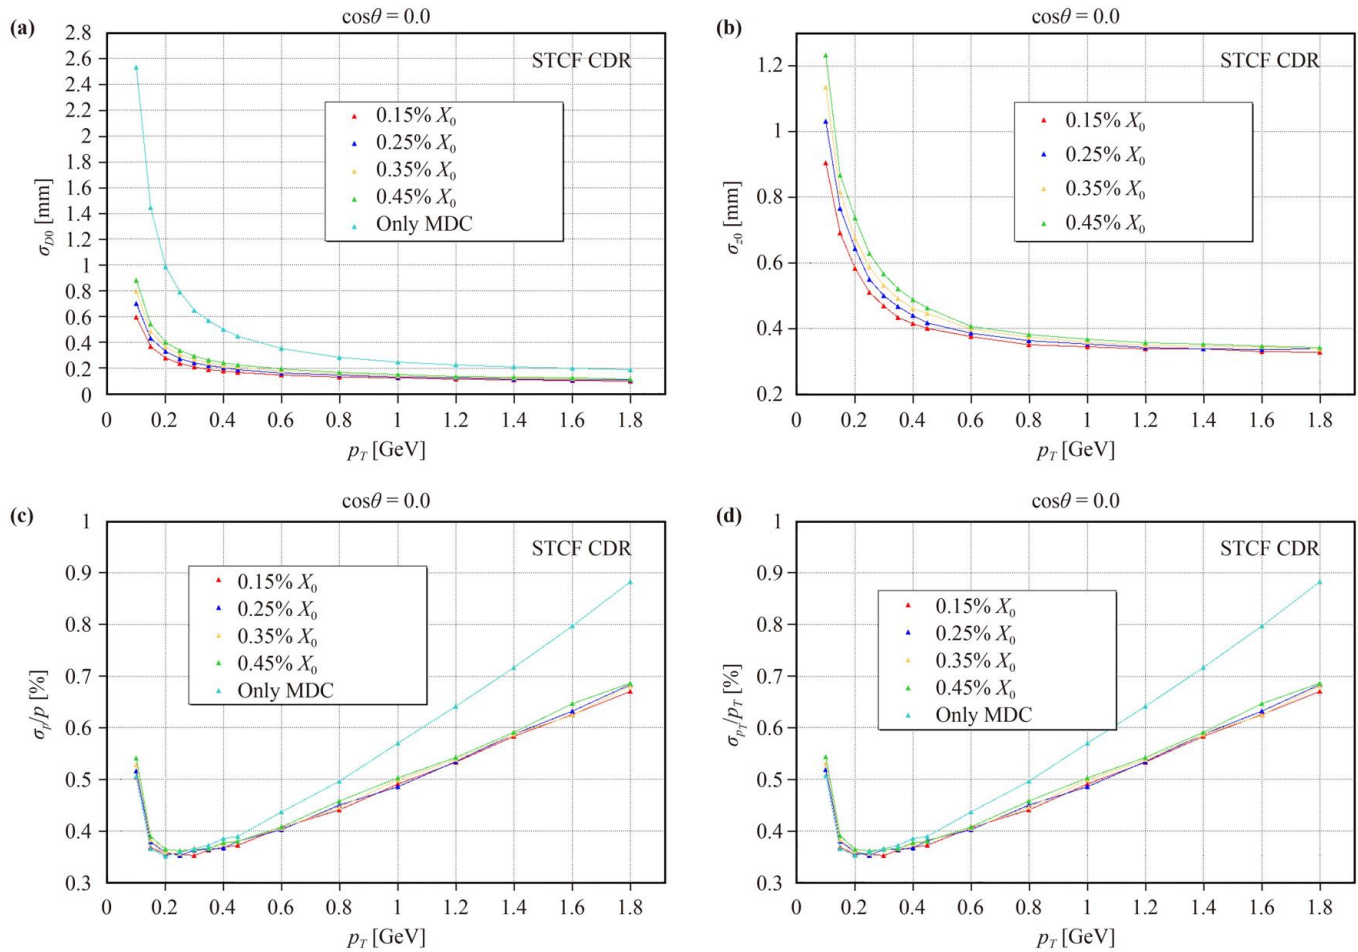 (a)
cosθ = 0.0
STCF CDR
0.15% X₀
0.25% X₀
0.35% X₀
0.45% X₀
Only MDC
σ_D0 [mm]
2.8
2.6
2.4
2.2
2
1.8
1.6
1.4
1.2
1
0.8
0.6
0.4
0.2
0
0 0.2 0.4 0.6 0.8 1 1.2 1.4 1.6 1.8
p_T [GeV]
(b)
cosθ = 0.0
STCF CDR
0.15% X₀
0.25% X₀
0.35% X₀
0.45% X₀
σ_z0 [mm]
1.2
1
0.8
0.6
0.4
0.2
0 0.2 0.4 0.6 0.8 1 1.2 1.4 1.6 1.8
p_T [GeV]
(c)
cosθ = 0.0
STCF CDR
0.15% X₀
0.25% X₀
0.35% X₀
0.45% X₀
Only MDC
/p [%]
1
0.9
0.8
0.7
0.6
0.5
0.4
0.3
0 0.2 0.4 0.6 0.8 1 1.2 1.4 1.6 1.8
p_T [GeV]
(d)
cosθ = 0.0
STCF CDR
0.15% X₀
0.25% X₀
0.35% X₀
0.45% X₀
Only MDC
σ_p_T/p_T [%]
1
0.9
0.8
0.7
0.6
0.5
0.4
0.3
0 0.2 0.4 0.6 0.8 1 1.2 1.4 1.6 1.8
p_T [GeV]